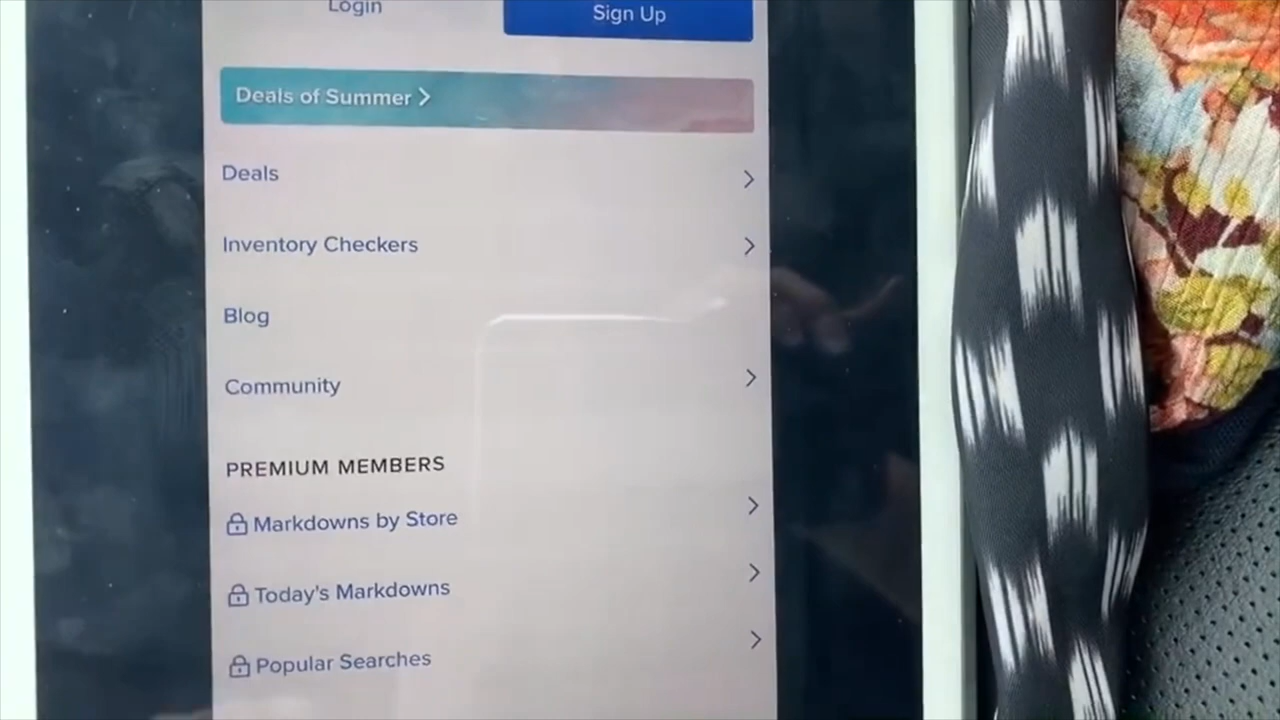 Login
Sign Up
Deals of Summer
Deals
Inventory Checkers
Blog
Community
PREMIUM MEMBERS
Markdowns by Store
Today's Markdowns
Popular Searches